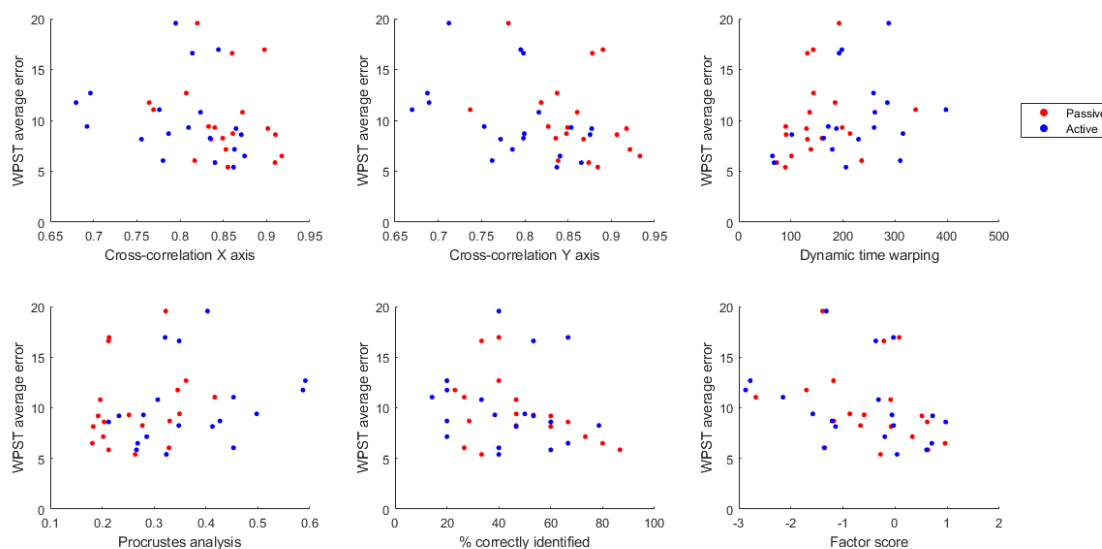 WPST average error
20
15
10
5
0
0.65 0.7 0.75 0.8 0.85 0.9 0.95
Cross-correlation X axis
WPST average error
20
15
10
5
0
0.65 0.7 0.75 0.8 0.85 0.9 0.95
Cross-correlation Y axis
WPST average error
20
15
10
5
0
0 100 200 300 400 500
Dynamic time warping
Passive
Active
WPST average error
20
15
10
5
0
0.1 0.2 0.3 0.4 0.5 0.6
Procrustes analysis
WPST average error
20
15
10
5
0
0 20 40 60 80 100
% correctly identified
WPST average error
20
15
10
5
0
-3 -2 -1 0 1 2
Factor score